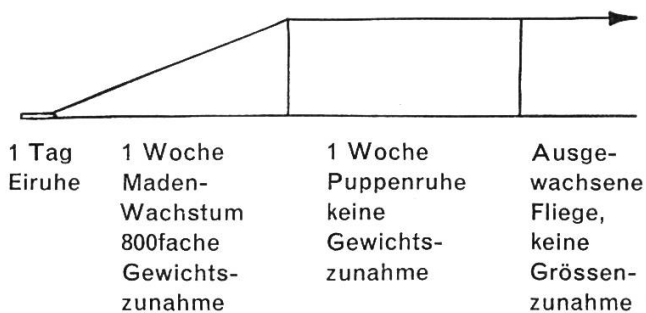 1 Tag
Eiruhe
1 Woche
Maden-
Wachstum
800fache
Gewichts-
zunahme
1 Woche
Puppenruhe
keine
Gewichts-
zunahme
Ausge-
wachsene
Fliege,
keine
Grössen-
zunahme